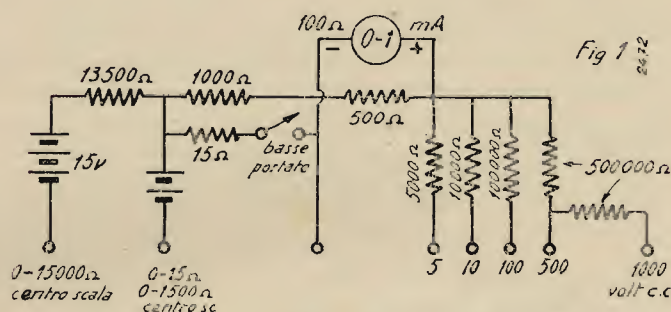 100Ω
0-1
mA
- +
Fig 1
2472
13500Ω
1000Ω
500Ω
15Ω
basse
portate
15v
5000Ω
10000Ω
100000Ω
500000Ω
0-15000Ω
centro scala
0-15Ω
0-1500Ω
centro sc
5
10
100
500
1000
volt c.c